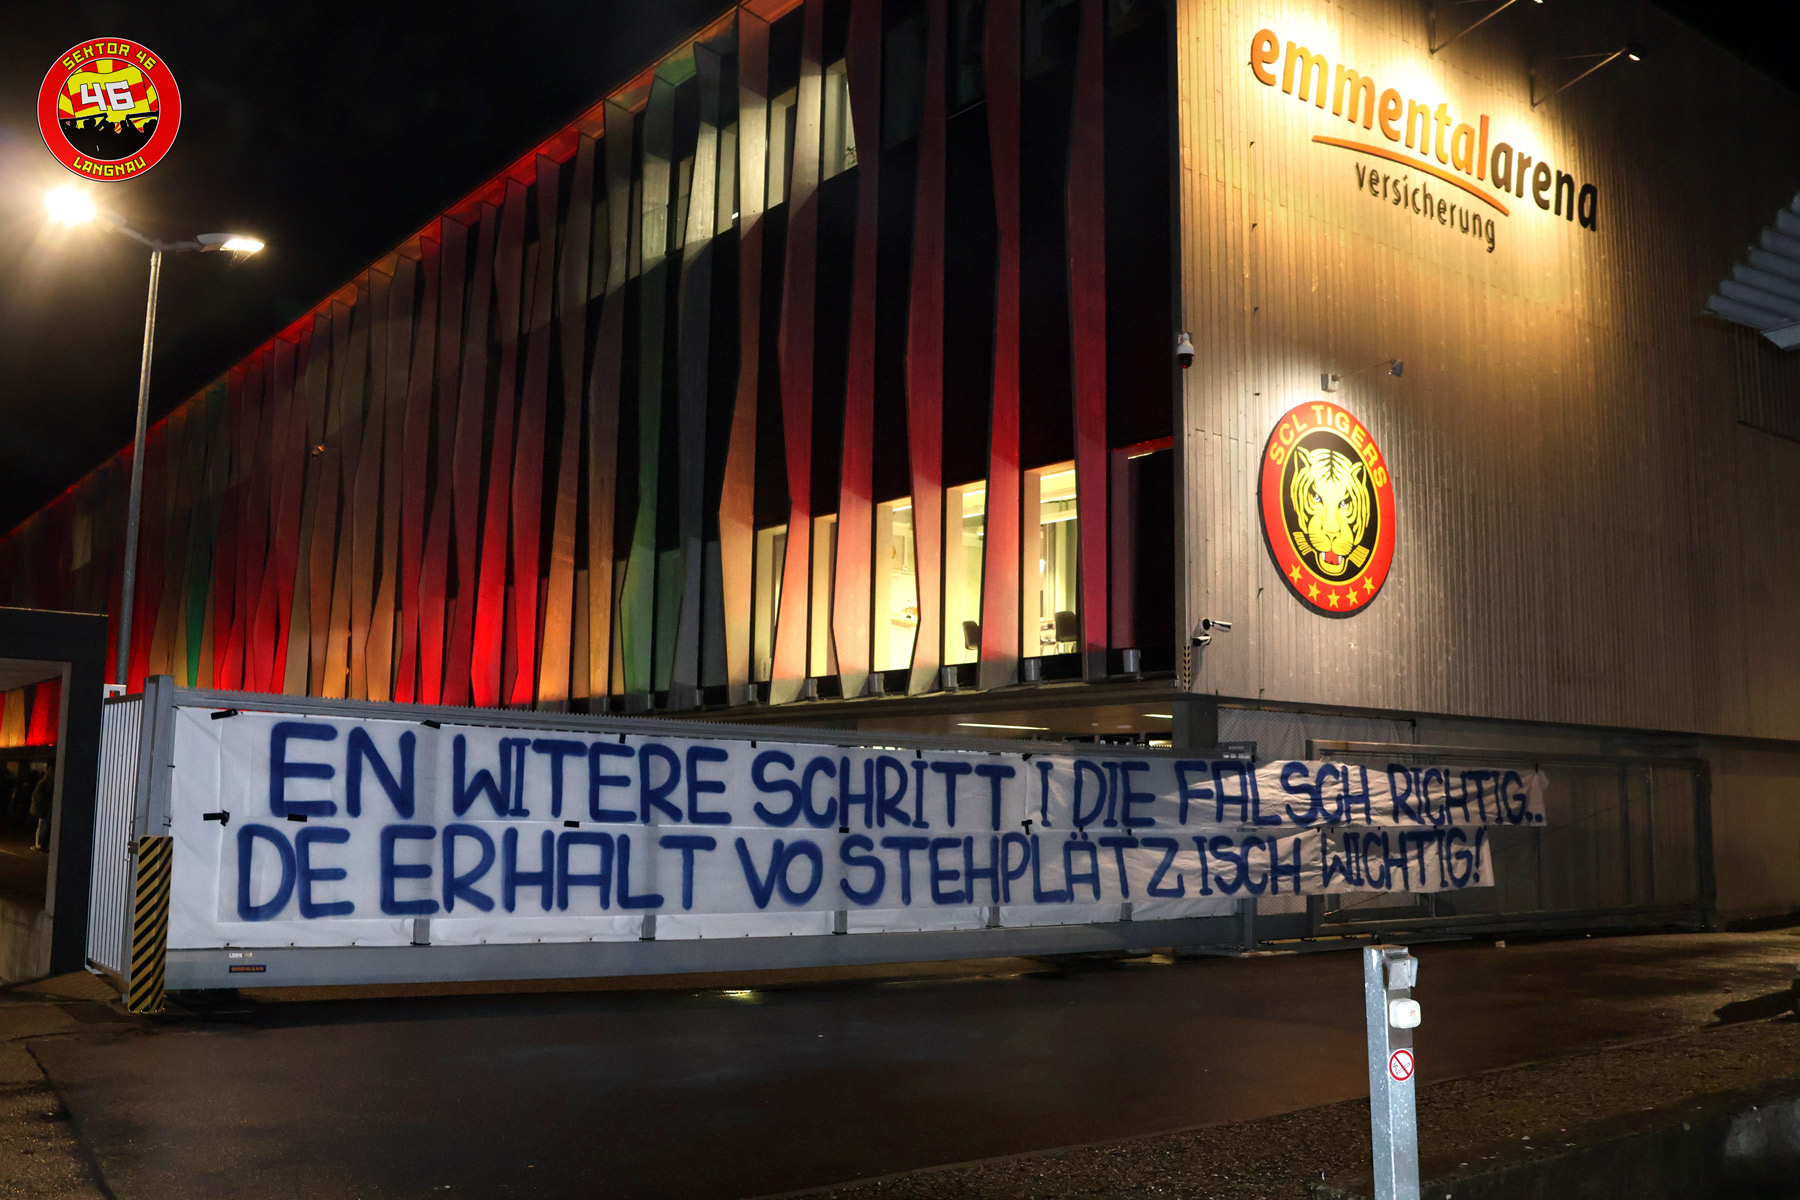 SEKTOR 46
46
LANGNAU
emmentalarena
versicherung
SCL TIGERS
EN WITERE SCHRITT I DIE FALSCH RICHTIG..
DE ERHALT VO STEHPLÄTZ ISCH WICHTIG!
HÖRMANN